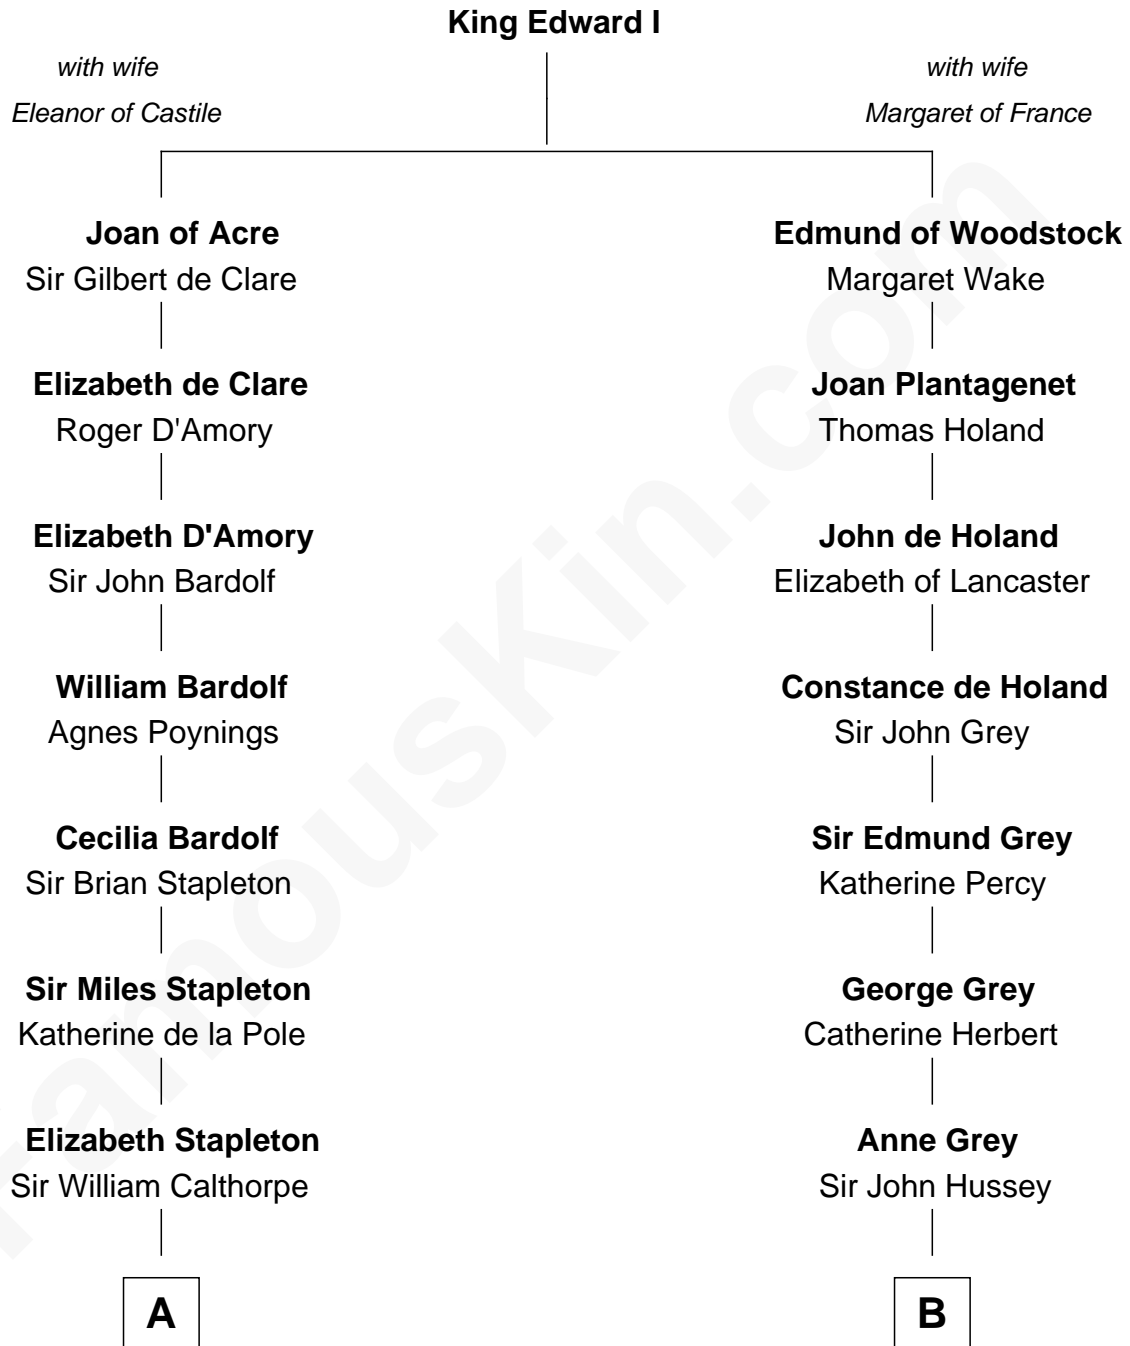 King Edward I
with wife
Eleanor of Castile
with wife
Margaret of France
Joan of Acre
Sir Gilbert de Clare
Edmund of Woodstock
Margaret Wake
Elizabeth de Clare
Roger D'Amory
Joan Plantagenet
Thomas Holand
Elizabeth D'Amory
Sir John Bardolf
John de Holand
Elizabeth of Lancaster
William Bardolf
Agnes Poynings
Constance de Holand
Sir John Grey
Cecilia Bardolf
Sir Brian Stapleton
Sir Edmund Grey
Katherine Percy
Sir Miles Stapleton
Katherine de la Pole
George Grey
Catherine Herbert
Elizabeth Stapleton
Sir William Calthorpe
Anne Grey
Sir John Hussey
A
B
FamousKin.com